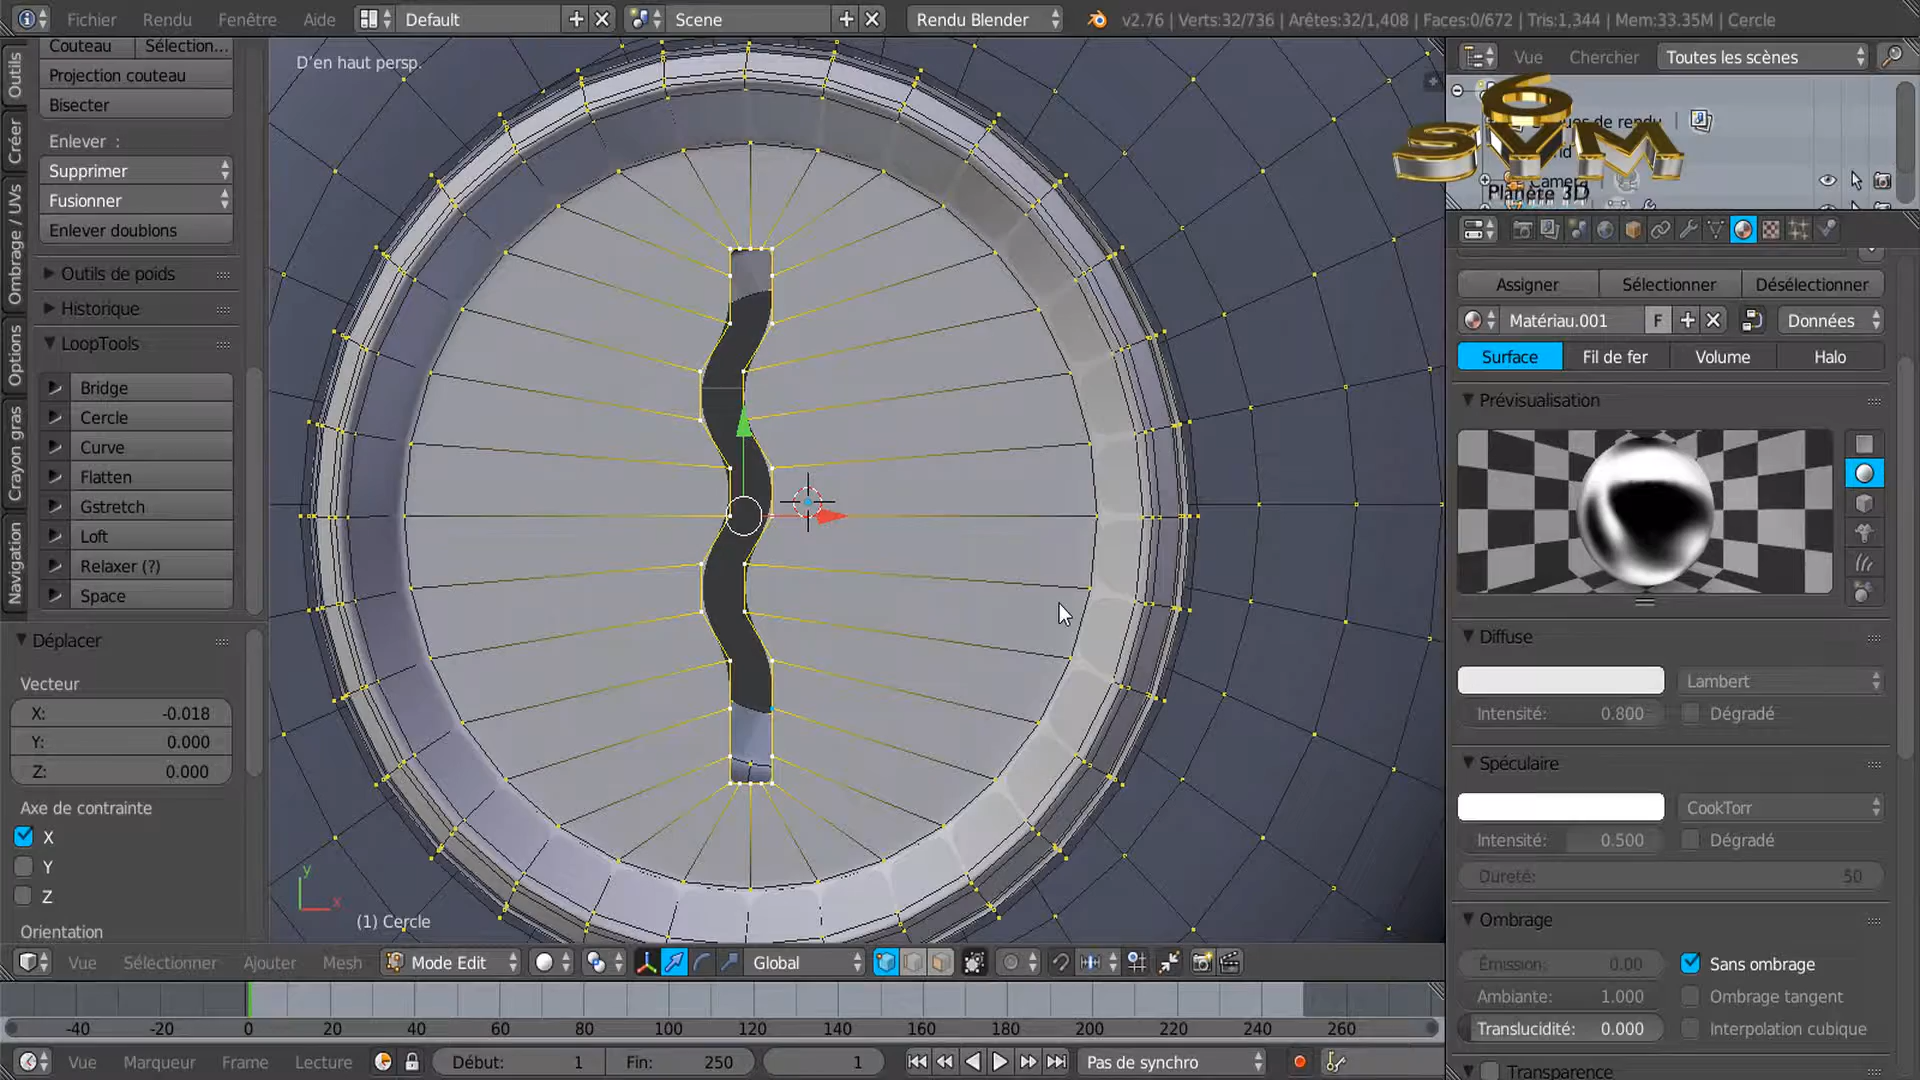 Fichier Rendu Fenêtre Aide Default Scene Rendu Blender v2.76 | Verts:32/736 | Arêtes:32/1,408 | Faces:0/672 | Tris:1,344 | Mem:33.35M | Cercle
Couteau Sélection...
Projection couteau
Bisecter
Enlever :
Supprimer
Fusionner
Enlever doublons
Outils de poids
Historique
LoopTools
Bridge
Cercle
Curve
Flatten
Gstretch
Loft
Relaxer (?)
Space
Outils
Créer
Ombrage / UVs
Options
Crayon gras
Navigation
Déplacer
Vecteur
X: -0.018
Y: 0.000
Z: 0.000
Axe de contrainte
X
Y
Z
Orientation
D'en haut persp.
y
x
(1) Cercle
Vue Sélectionner Ajouter Mesh Mode Edit Global
-40 -20 0 20 40 60 80 100 120 140 160 180 200 220 240 260
Vue Marqueur Frame Lecture Début: 1 Fin: 250 1 Pas de synchro
Vue Chercher Toutes les scènes
6
SYM
Planète 3D
ques de rendu
Camera
Assigner Sélectionner Désélectionner
Matériau.001 F Données
Surface Fil de fer Volume Halo
Prévisualisation
Diffuse
Lambert
Intensité: 0.800 Dégradé
Spéculaire
CookTorr
Intensité: 0.500 Dégradé
Dureté: 50
Ombrage
Émission: 0.00 Sans ombrage
Ambiante: 1.000 Ombrage tangent
Translucidité: 0.000 Interpolation cubique
Transparence